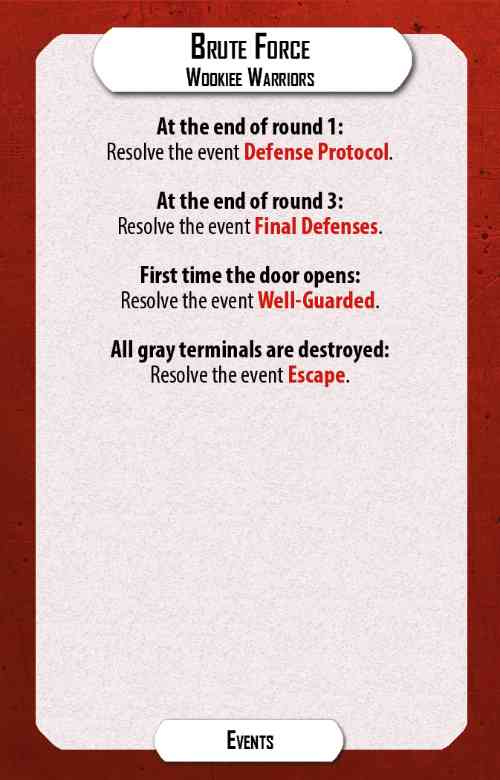 Brute Force
Wookiee Warriors
At the end of round 1:
Resolve the event Defense Protocol.
At the end of round 3:
Resolve the event Final Defenses.
First time the door opens:
Resolve the event Well-Guarded.
All gray terminals are destroyed:
Resolve the event Escape.
Events